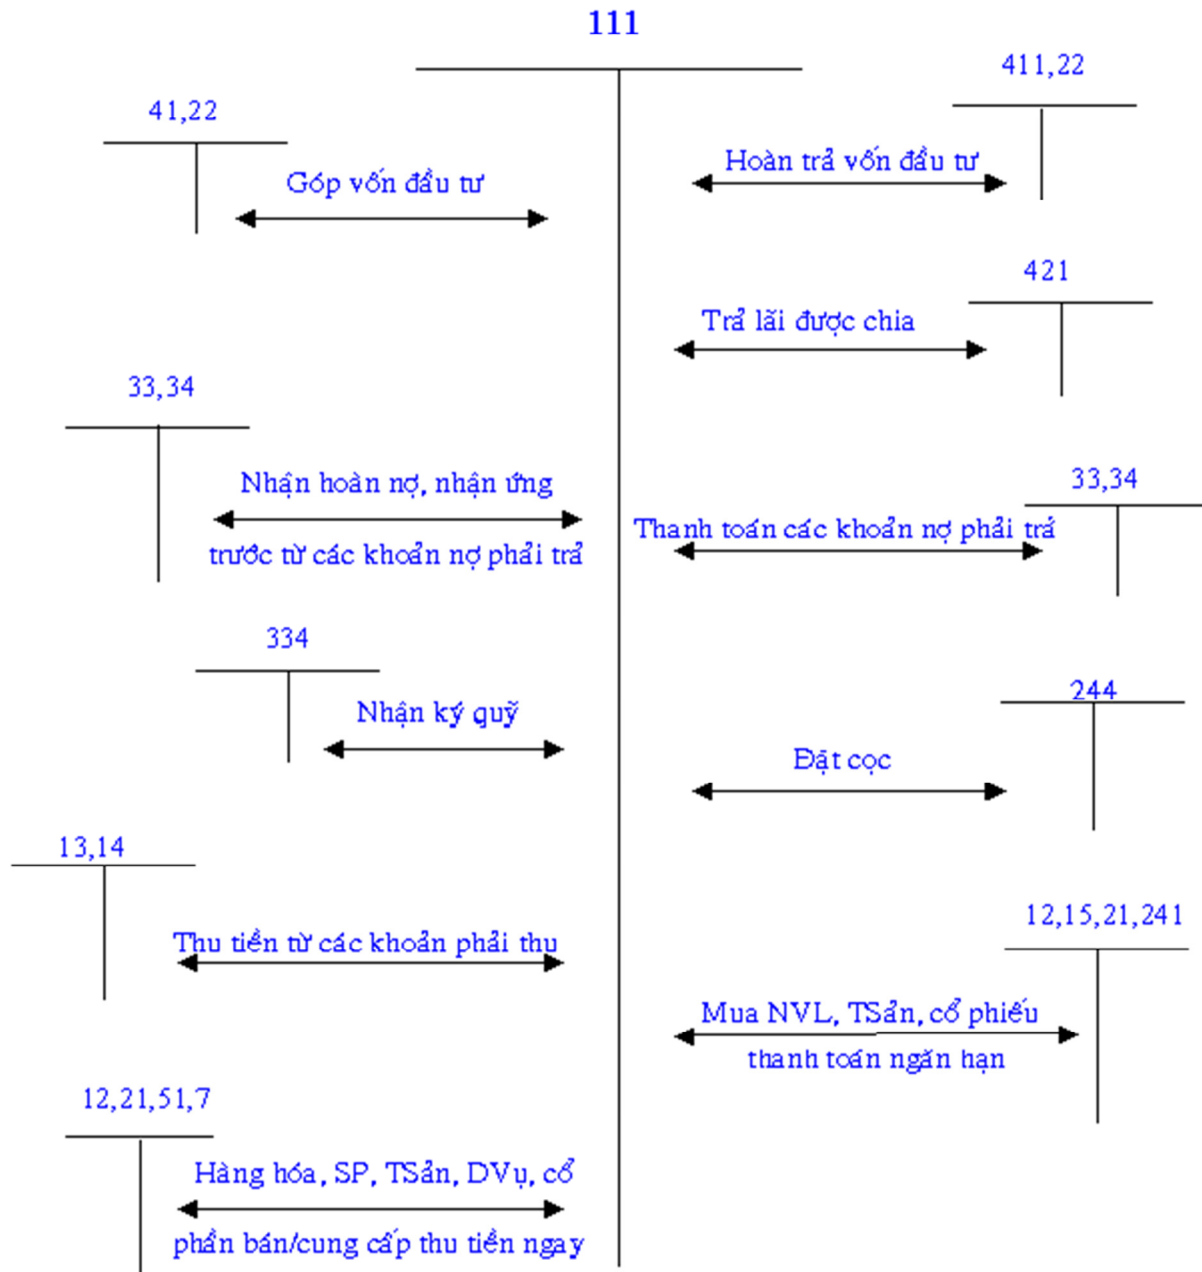 111
411,22
41,22
Hoàn trả vốn đầu tư
Góp vốn đầu tư
421
Trả lãi được chia
33,34
Nhận hoàn nợ, nhận ứng
trước từ các khoản nợ phải trả
33,34
Thanh toán các khoản nợ phải trả
334
Nhận ký quỹ
244
Đặt cọc
13,14
Thu tiền từ các khoản phải thu
12,15,21,241
Mua NVL, TSản, cổ phiếu
thanh toán ngăn hạn
12,21,51,7
Hàng hóa, SP, TSản, DVụ, cổ
phần bán/cung cấp thu tiền ngay